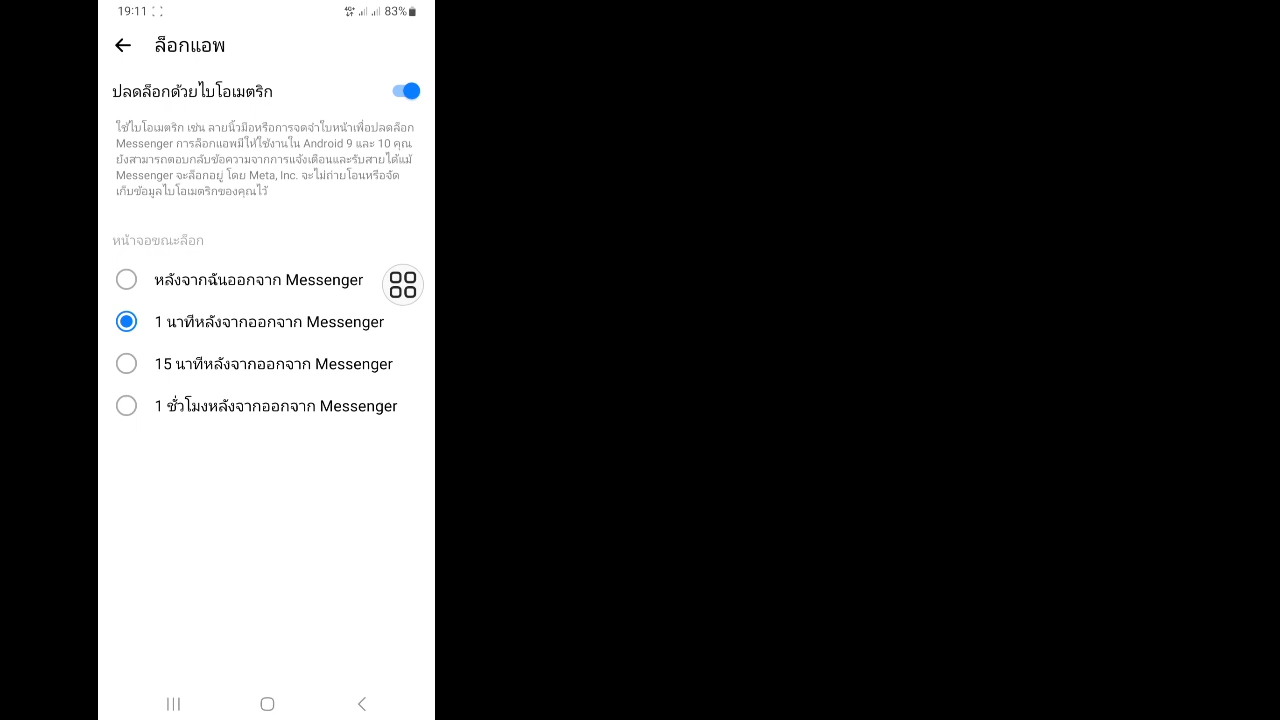 19:11
4G+ 83%
ล็อกแอพ
ปลดล็อกด้วยไบโอเมตริก
ใช้ไบโอเมตริก เช่น ลายนิ้วมือหรือการจดจำใบหน้าเพื่อปลดล็อก
Messenger การล็อกแอพมีให้ใช้งานใน Android 9 และ 10 คุณ
ยังสามารถตอบกลับข้อความจากการแจ้งเตือนและรับสายได้แม้
Messenger จะล็อกอยู่ โดย Meta, Inc. จะไม่ถ่ายโอนหรือจัด
เก็บข้อมูลไบโอเมตริกของคุณไว้
หน้าจอขณะล็อก
หลังจากฉันออกจาก Messenger
1 นาทีหลังจากออกจาก Messenger
15 นาทีหลังจากออกจาก Messenger
1 ชั่วโมงหลังจากออกจาก Messenger